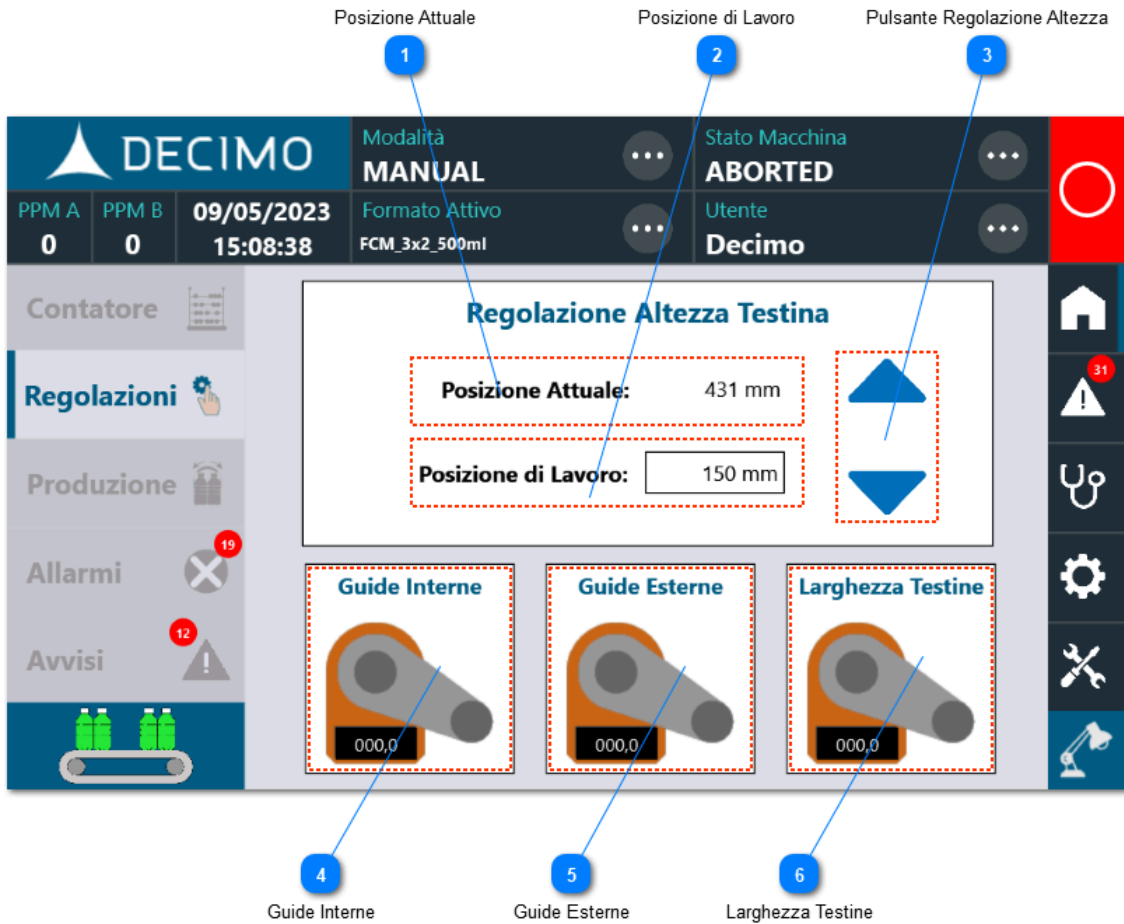 Posizione Attuale
Posizione di Lavoro
Pulsante Regolazione Altezza
1
2
3
DECIMO
Modalità
MANUAL
Stato Macchina
ABORTED
PPM A
0
PPM B
0
09/05/2023
15:08:38
Formato Attivo
FCM_3x2_500ml
Utente
Decimo
Contatore
Regolazioni
Produzione
Allarmi
19
Avvisi
12
Regolazione Altezza Testina
Posizione Attuale: 431 mm
Posizione di Lavoro: 150 mm
31
Guide Interne
000,0
Guide Esterne
000,0
Larghezza Testine
000,0
4
5
6
Guide Interne
Guide Esterne
Larghezza Testine